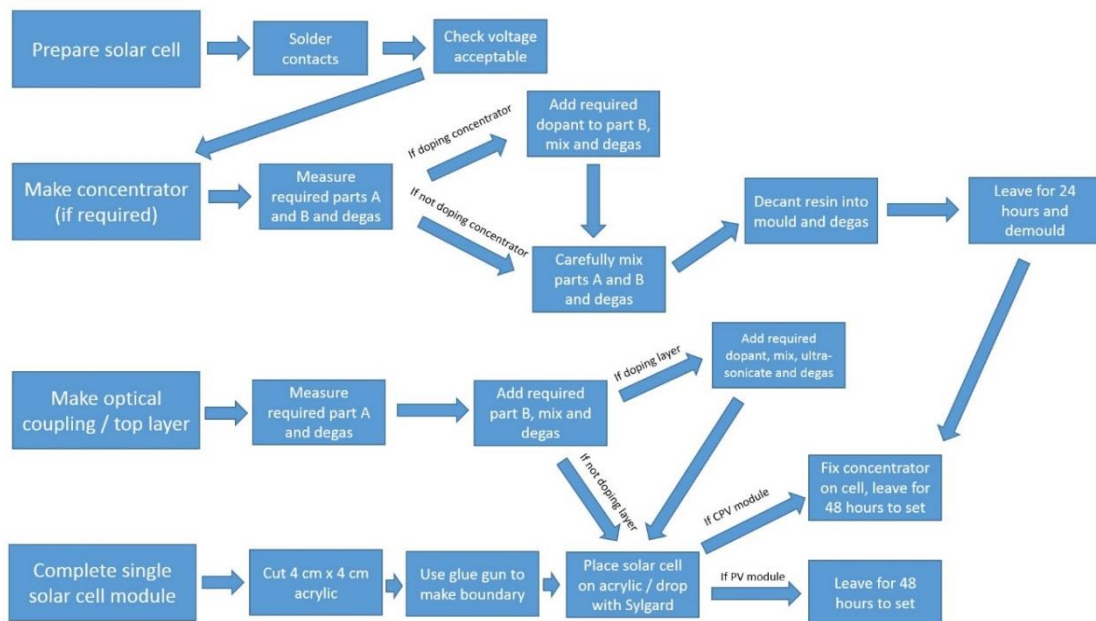 Prepare solar cell
Solder
contacts
Check voltage
acceptable
Make concentrator
(if required)
Measure
required parts A
and B and degas
If doping concentrator
If not doping concentrator
Add required
dopant to part B,
mix and degas
Carefully mix
parts A and B
and degas
Decant resin into
mould and degas
Leave for 24
hours and
demould
Make optical
coupling / top layer
Measure
required part A
and degas
Add required
part B, mix and
degas
If doping layer
If not doping layer
Add required
dopant, mix, ultra-
sonicate and degas
Complete single
solar cell module
Cut 4 cm x 4 cm
acrylic
Use glue gun to
make boundary
Place solar cell
on acrylic / drop
with Sylgard
If CPV module
Fix concentrator
on cell, leave for
48 hours to set
If PV module
Leave for 48
hours to set